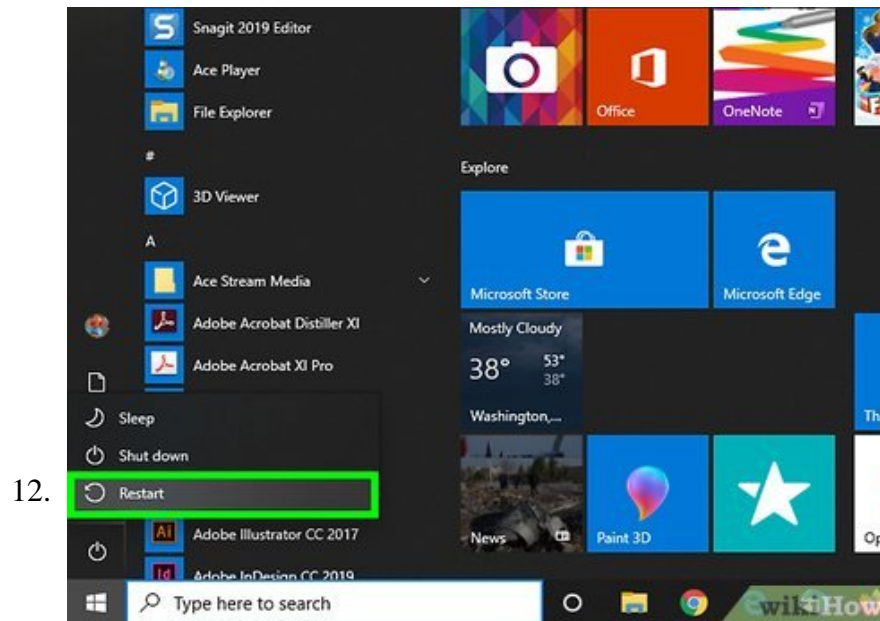 Snagit 2019 Editor
Ace Player
File Explorer
#
3D Viewer
A
Ace Stream Media
Adobe Acrobat Distiller XI
Adobe Acrobat XI Pro
Sleep
Shut down
12.
Restart
Adobe Illustrator CC 2017
Adobe InDesign CC 2019
Type here to search
Office
OneNote
Explore
Microsoft Store
Microsoft Edge
Mostly Cloudy
38° 53°
38°
Washington,...
Th
News
Paint 3D
Op
wikiHow